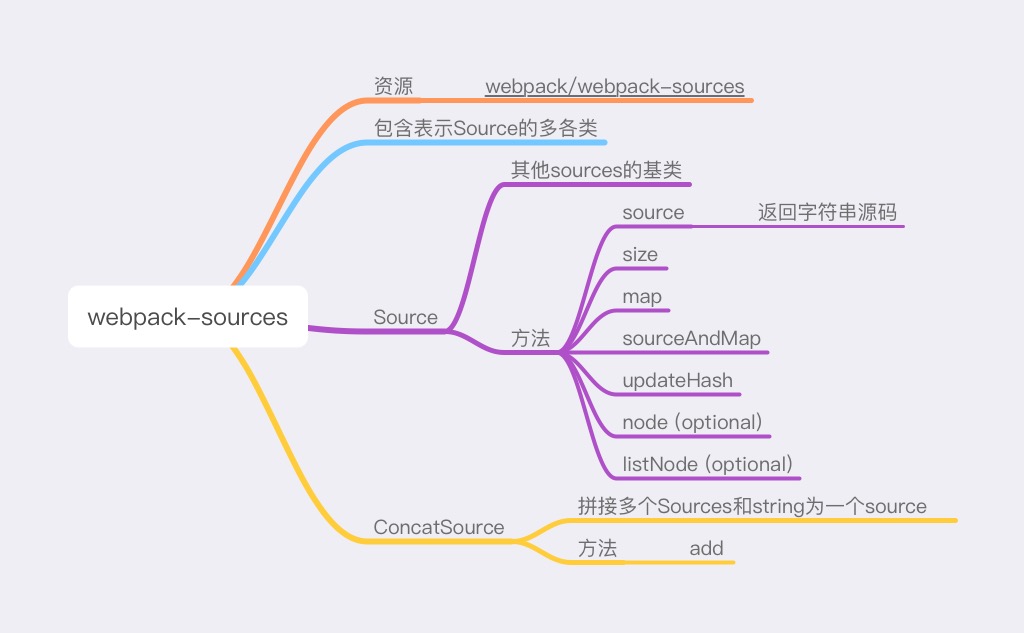 资源
webpack/webpack-sources
包含表示Source的多各类
其他sources的基类
source
返回字符串源码
size
map
webpack-sources
Source
方法
sourceAndMap
updateHash
node (optional)
listNode (optional)
拼接多个Sources和string为一个source
ConcatSource
方法
add